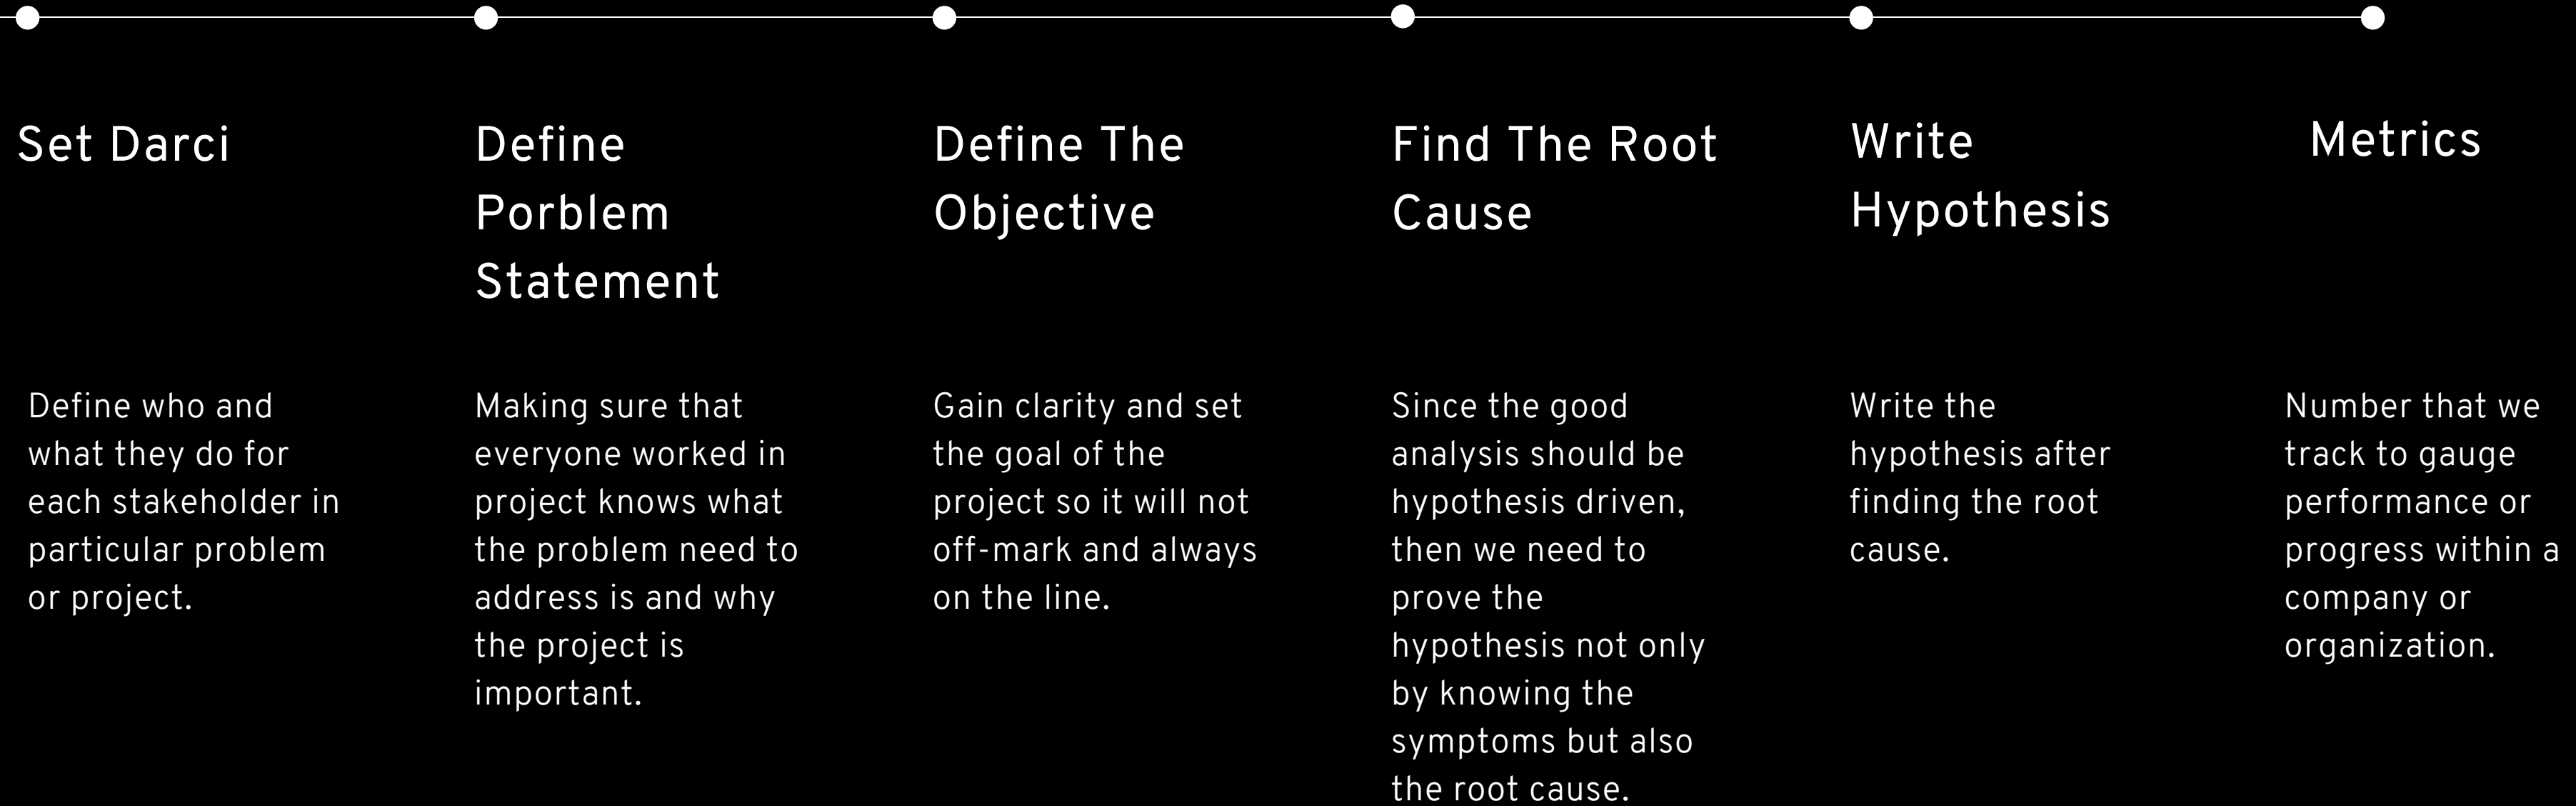 Set Darci
Define who and
what they do for
each stakeholder in
particular problem
or project.
Define
Porblem
Statement
Making sure that
everyone worked in
project knows what
the problem need to
address is and why
the project is
important.
Define The
Objective
Gain clarity and set
the goal of the
project so it will not
off-mark and always
on the line.
Find The Root
Cause
Since the good
analysis should be
hypothesis driven,
then we need to
prove the
hypothesis not only
by knowing the
symptoms but also
the root cause.
Write
Hypothesis
Write the
hypothesis after
finding the root
cause.
Metrics
Number that we
track to gauge
performance or
progress within a
company or
organization.